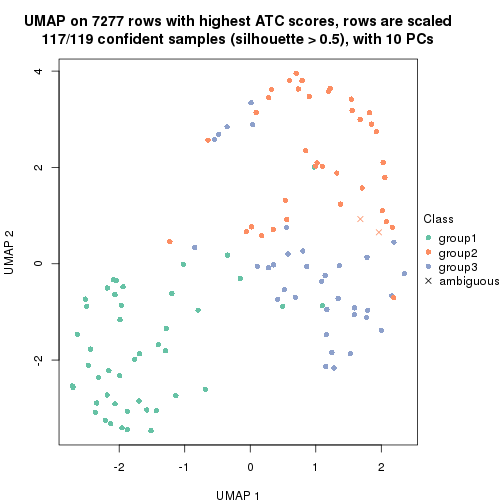 UMAP on 7277 rows with highest ATC scores, rows are scaled
117/119 confident samples (silhouette > 0.5), with 10 PCs
4
2
0
-2
UMAP 2
-2
-1
0
1
2
UMAP 1
Class
group1
group2
group3
ambiguous